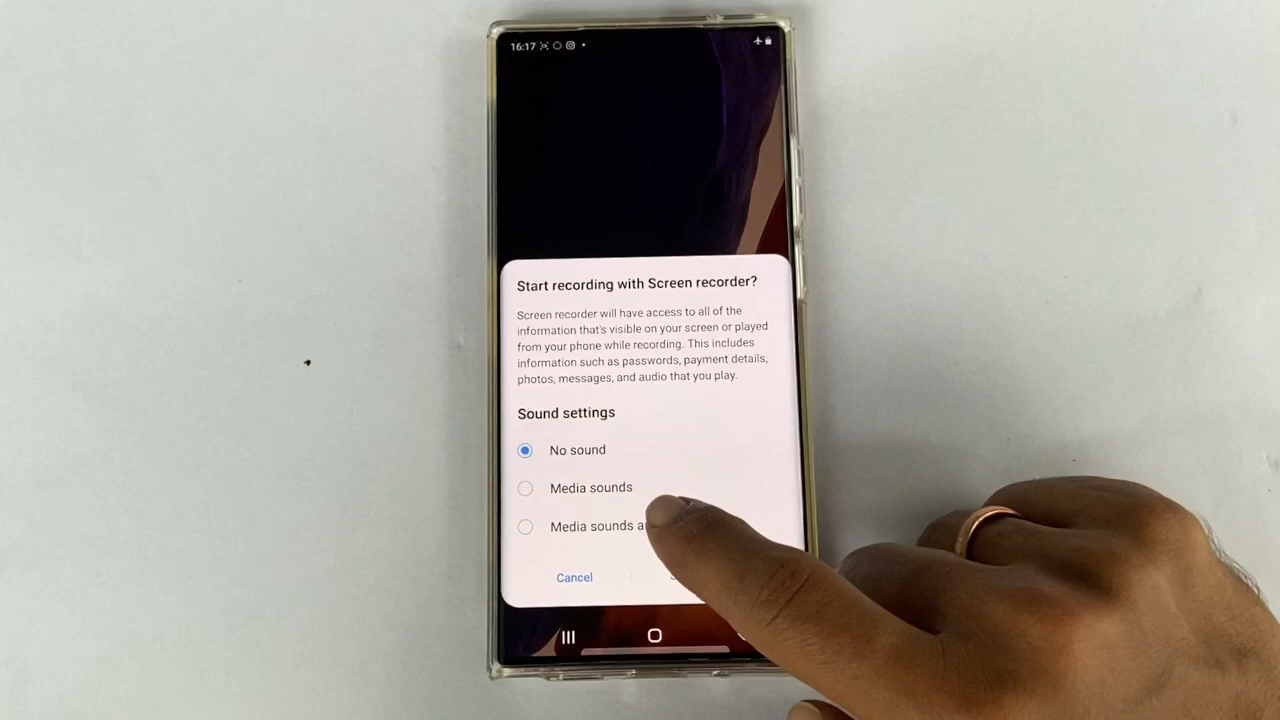 16:17
Start recording with Screen recorder?
Screen recorder will have access to all of the
information that's visible on your screen or played
from your phone while recording. This includes
information such as passwords, payment details,
photos, messages, and audio that you play.
Sound settings
No sound
Media sounds
Media sounds
Cancel